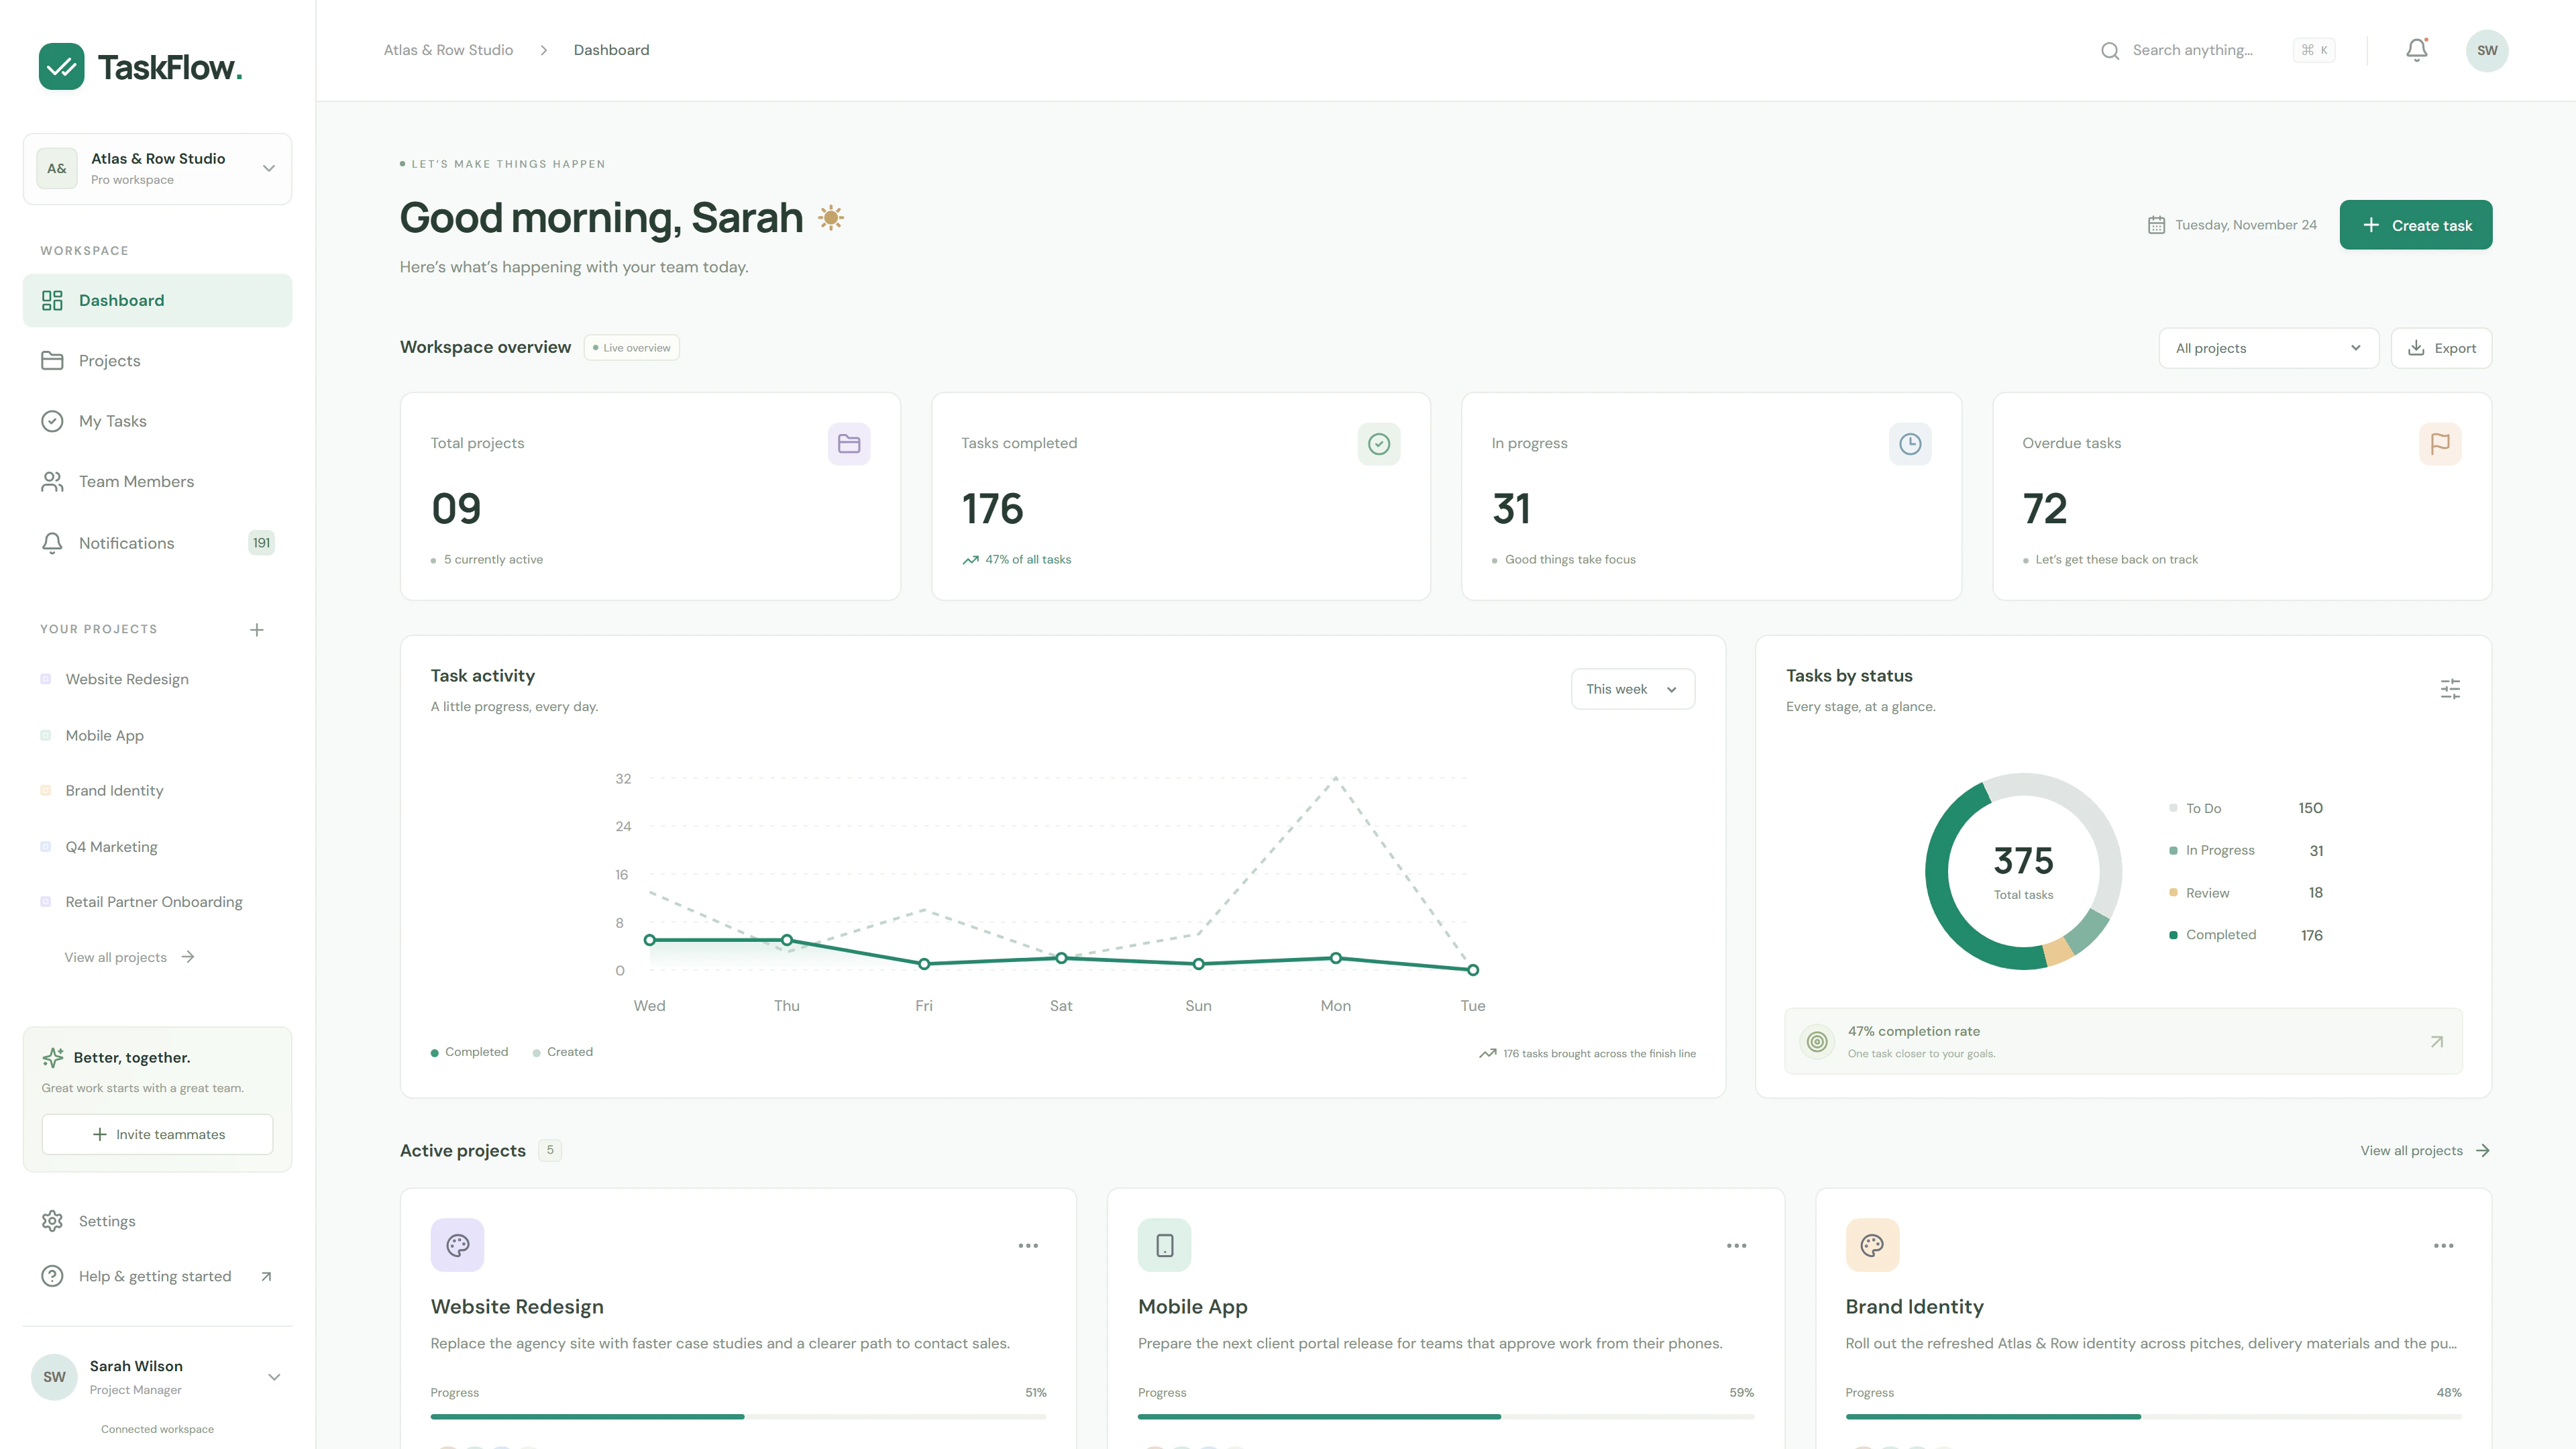 TaskFlow.
A&
Atlas & Row Studio
Pro workspace
WORKSPACE
Dashboard
Projects
My Tasks
Team Members
Notifications 191
YOUR PROJECTS
Website Redesign
Mobile App
Brand Identity
Q4 Marketing
Retail Partner Onboarding
View all projects
Better, together.
Great work starts with a great team.
Invite teammates
Settings
Help & getting started
SW
Sarah Wilson
Project Manager
Connected workspace
Atlas & Row Studio Dashboard
Search anything... ⌘ K
SW
LET'S MAKE THINGS HAPPEN
Good morning, Sarah
Here's what's happening with your team today.
Tuesday, November 24
Create task
Workspace overview
Live overview
All projects
Export
Total projects
09
5 currently active
Tasks completed
176
47% of all tasks
In progress
31
Good things take focus
Overdue tasks
72
Let's get these back on track
Task activity
A little progress, every day.
This week
32
24
16
8
0
Wed Thu Fri Sat Sun Mon Tue
Completed Created
176 tasks brought across the finish line
Tasks by status
Every stage, at a glance.
375
Total tasks
To Do 150
In Progress 31
Review 18
Completed 176
47% completion rate
One task closer to your goals.
Active projects 5
View all projects
Website Redesign
Replace the agency site with faster case studies and a clearer path to contact sales.
Progress 51%
Mobile App
Prepare the next client portal release for teams that approve work from their phones.
Progress 59%
Brand Identity
Roll out the refreshed Atlas & Row identity across pitches, delivery materials and the pu...
Progress 48%